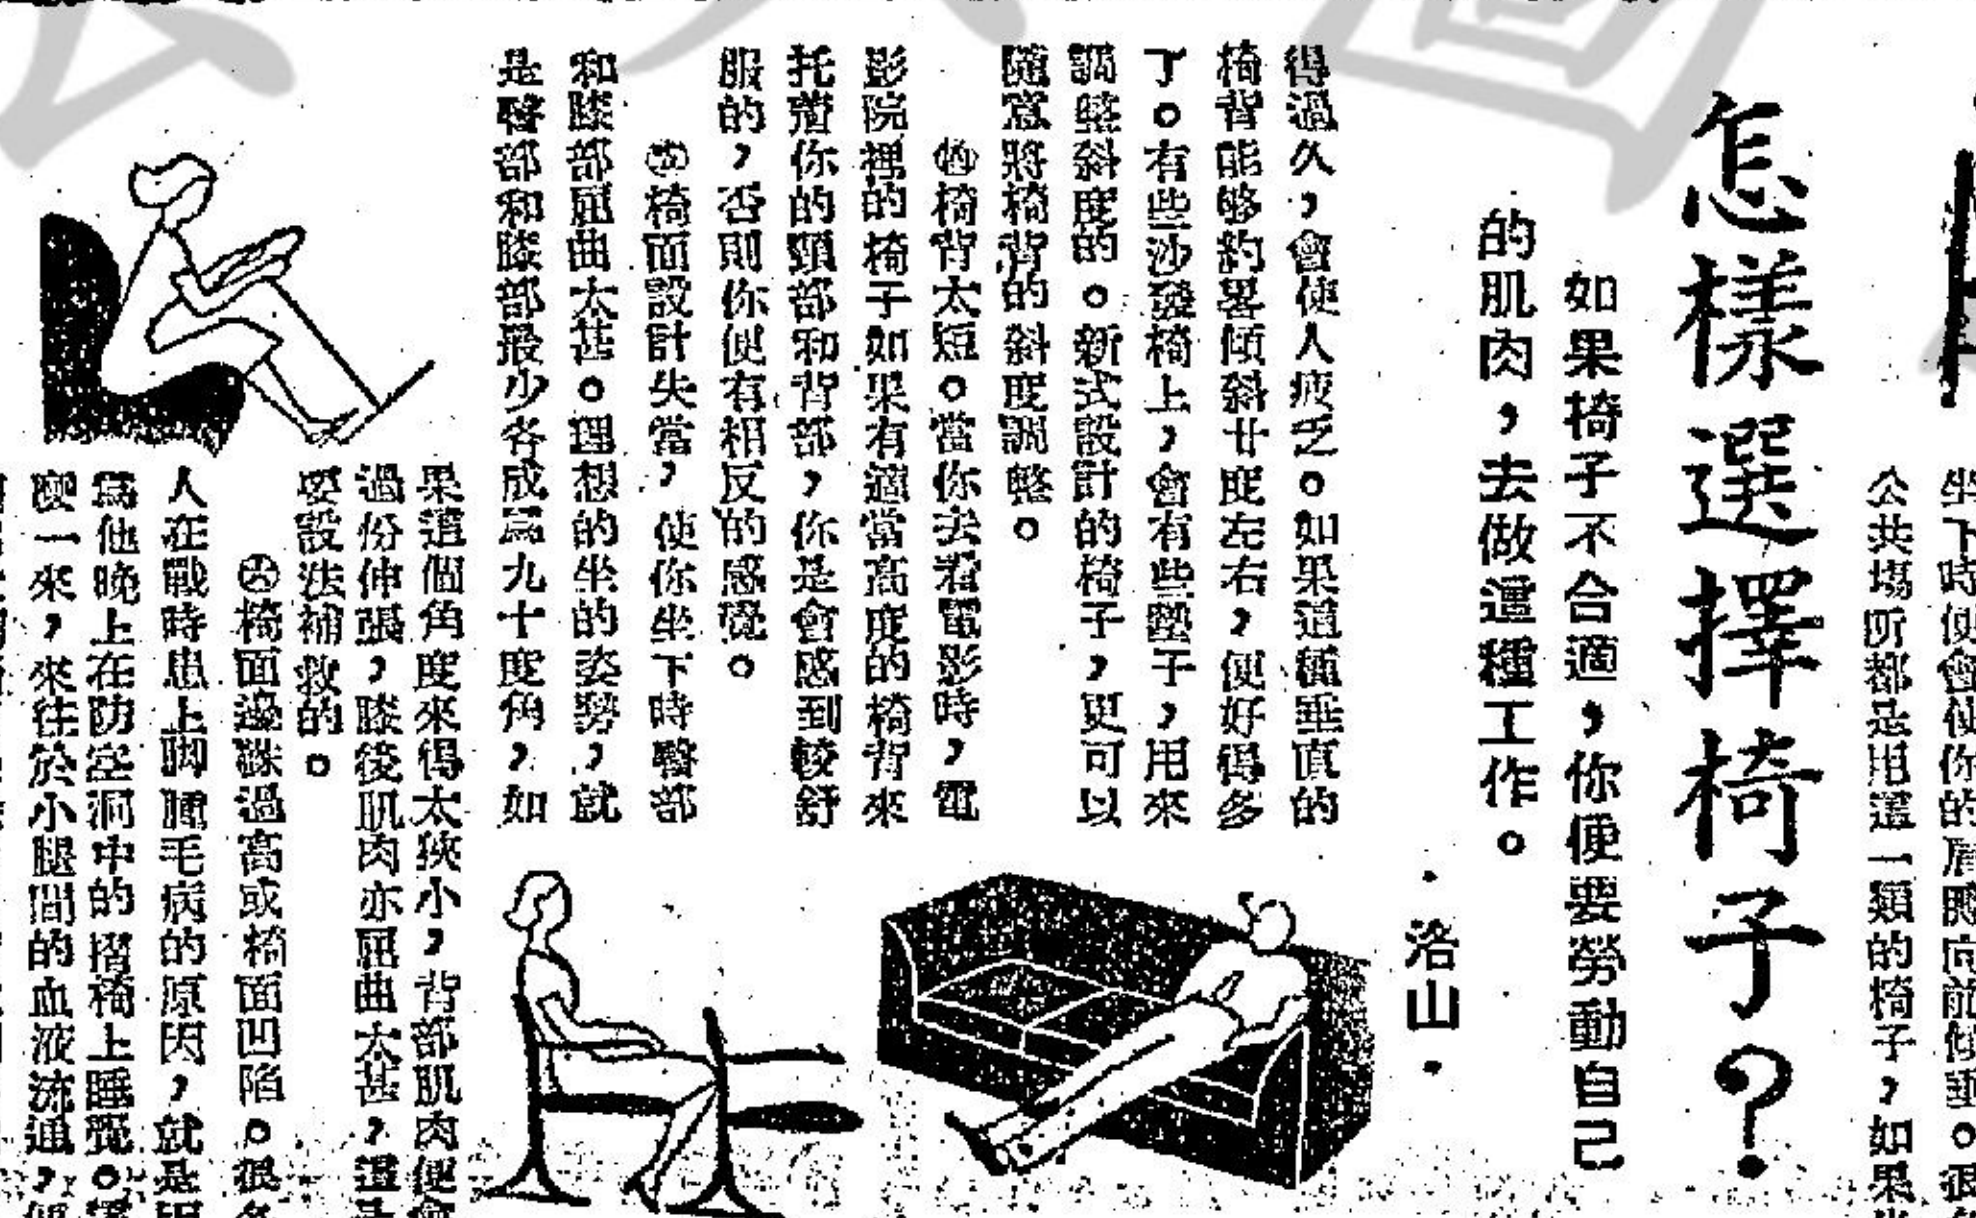 怎樣選擇椅子？
如果椅子不合適，你便要勞動自己
的肌肉，去做這種工作。
·洛山·
坐下時便會使你的肩膊向前傾垂。很
公共塲所都是用這一類的椅子，如果
得過久，會使人疲乏。如果這種垂直的
椅背能够約畧傾斜廿度左右，便好得多
了。有些沙發椅上，會有些墊子，用來
調整斜度的。新式設計的椅子，更可以
隨意將椅背的斜度調整。
椅背太短。當你去看電影時，電
影院裡的椅子如果有適當高度的椅背來
托着你的頸部和背部，你是會感到較舒
服的，否則你便有相反的感覺。
椅面設計失當，使你坐下時臀部
和膝部屈曲太甚。理想的坐的姿勢，就
是臀部和膝部最少各成爲九十度角，如
果這個角度來得太狹小，背部肌肉便會
過份伸張，膝後肌肉亦屈曲太甚，這是
要設法補救的。
㊅椅面邊緣過高或椅面凹陷。很多
人在戰時患上脚腫毛病的原因，就是因
爲他晚上在防空洞中的摺椅上睡覺。這
麼一來，來往於小腿間的血液流通，便